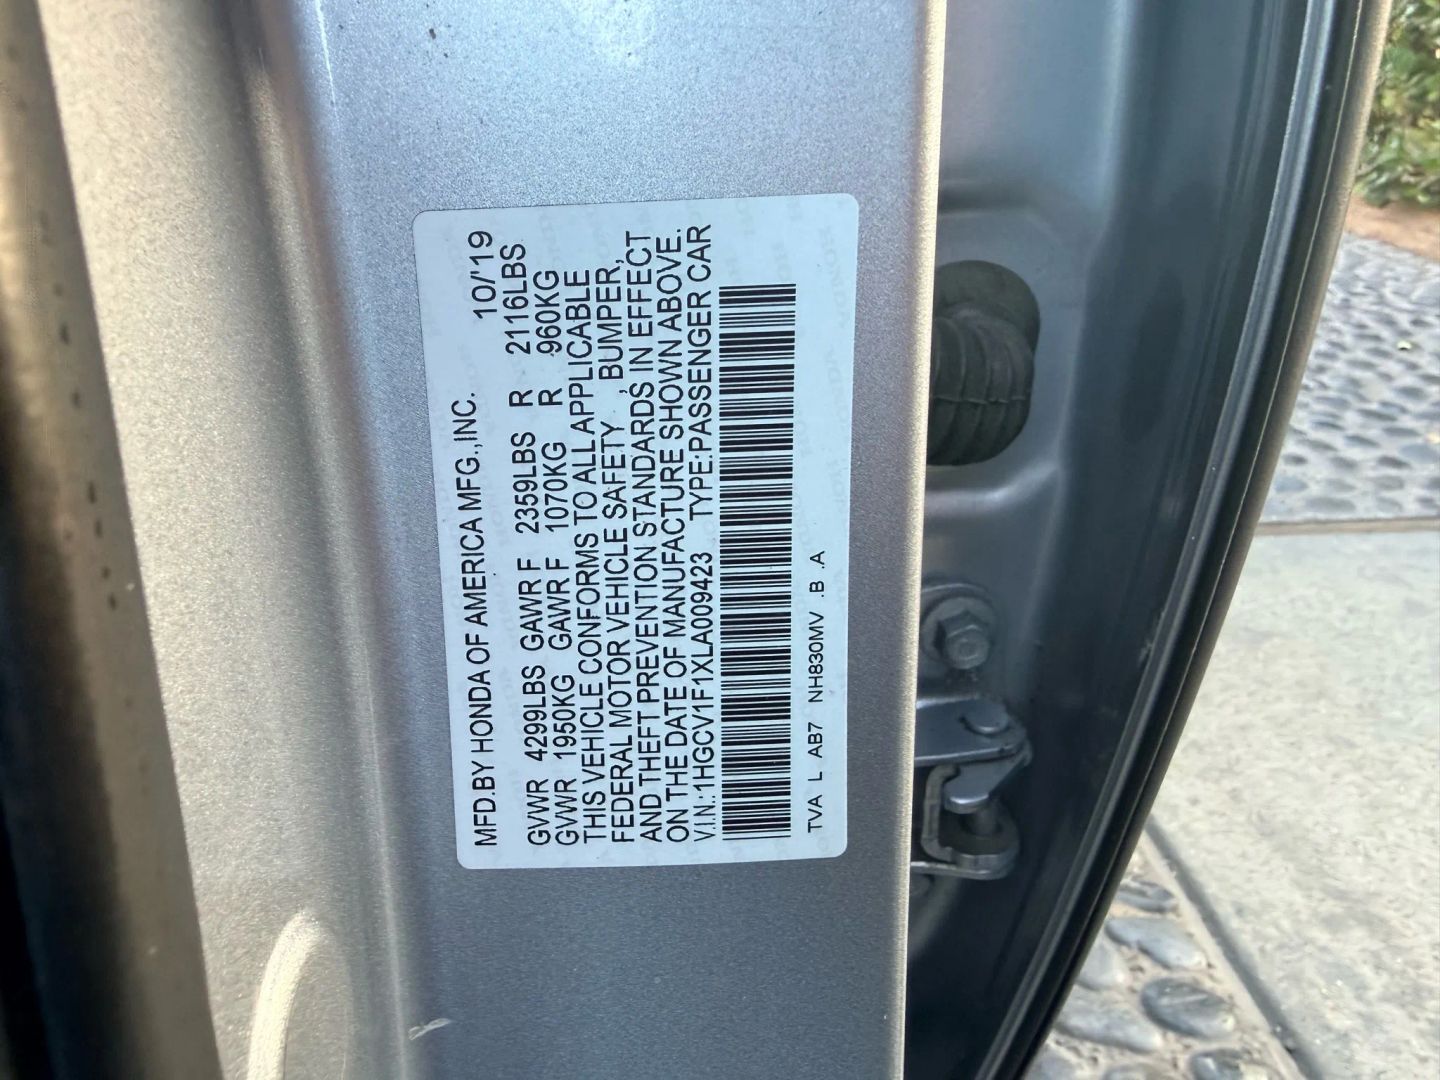 MFD.BY HONDA OF AMERICA MFG.,INC. 10/'19
GVWR 4299LBS GAWR F 2359LBS R 2116LBS
GVWR 1950KG GAWR F 1070KG R 960KG
THIS VEHICLE CONFORMS TO ALL APPLICABLE
FEDERAL MOTOR VEHICLE SAFETY , BUMPER,
AND THEFT PREVENTION STANDARDS IN EFFECT
ON THE DATE OF MANUFACTURE SHOWN ABOVE.
V.I.N.:1HGCV1F1XLA009423 TYPE:PASSENGER CAR
TVA L AB7 NH830MV .B .A